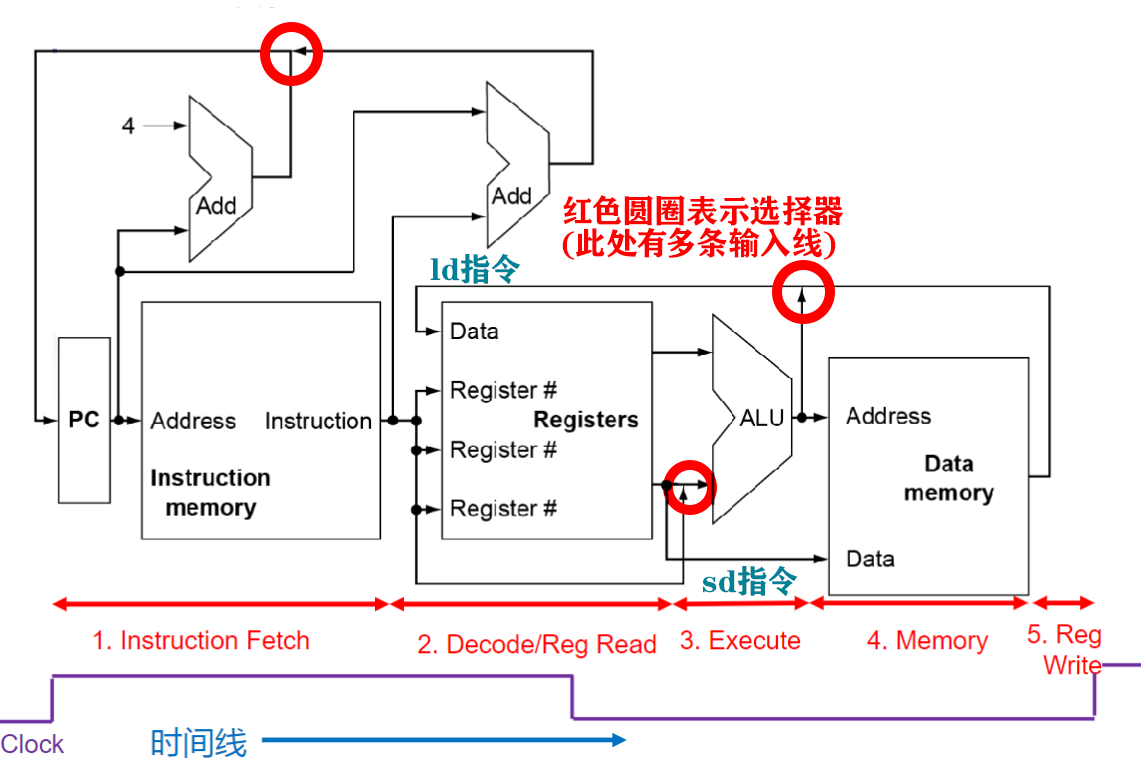 4
Add
Add
红色圆圈表示选择器
(此处有多条输入线)
ld指令
Data
Register #
PC
Address
Instruction
Registers
ALU
Address
Register #
Instruction
memory
Data
memory
Register #
Data
sd指令
1. Instruction Fetch
2. Decode/Reg Read
3. Execute
4. Memory
5. Reg
Write
Clock
时间线